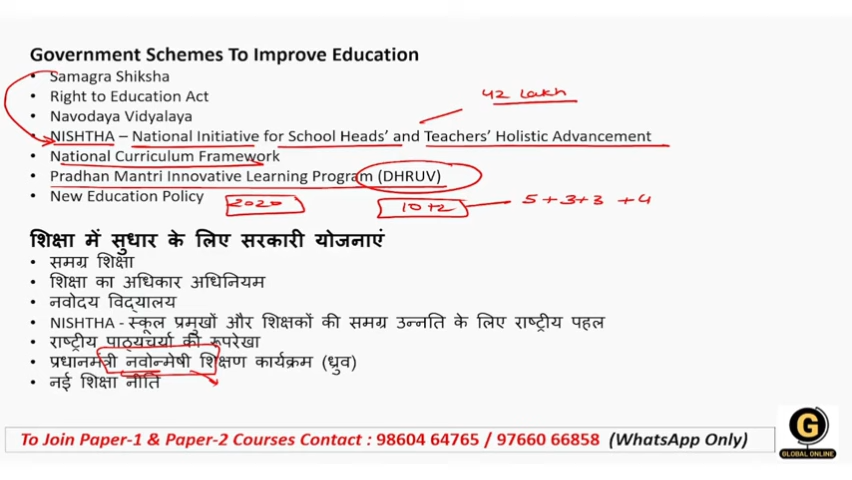 Government Schemes To Improve Education
• Samagra Shiksha
• Right to Education Act
42 lakh
• Navodaya Vidyalaya
• NISHTHA – National Initiative for School Heads' and Teachers' Holistic Advancement
• National Curriculum Framework
• Pradhan Mantri Innovative Learning Program (DHRUV)
• New Education Policy 2020 10+2 5+3+3+4
शिक्षा में सुधार के लिए सरकारी योजनाएं
• समग्र शिक्षा
• शिक्षा का अधिकार अधिनियम
• नवोदय विद्यालय
• NISHTHA - स्कूल प्रमुखों और शिक्षकों की समग्र उन्नति के लिए राष्ट्रीय पहल
• राष्ट्रीय पाठ्यचर्या की रूपरेखा
• प्रधानमंत्री नवोन्मेषी शिक्षण कार्यक्रम (ध्रुव)
• नई शिक्षा नीति
To Join Paper-1 & Paper-2 Courses Contact : 98604 64765 / 97660 66858 (WhatsApp Only)
G
GLOBAL ONLINE